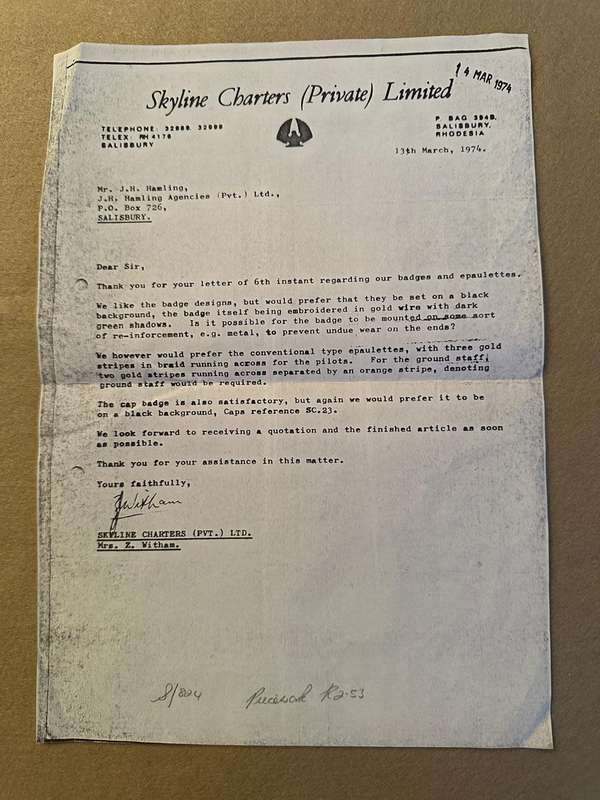 14 MAR 1974
Skyline Charters (Private) Limited
TELEPHONE: 32888, 32898
TELEX: RH 4176
SALISBURY
P BAG 394B,
SALISBURY,
RHODESIA
13th March, 1974.
Mr. J.H. Hamling,
J.H. Hamling Agencies (Pvt.) Ltd.,
P.O. Box 726,
SALISBURY.
Dear Sir,
Thank you for your letter of 6th instant regarding our badges and epaulettes.
We like the badge designs, but would prefer that they be set on a black
background, the badge itself being embroidered in gold wire with dark
green shadows. Is it possible for the badge to be mounted on some sort
of re-inforcement, e.g. metal, to prevent undue wear on the ends?
We however would prefer the conventional type epaulettes, with three gold
stripes in braid running across for the pilots. For the ground staff,
two gold stripes running across separated by an orange stripe, denoting
ground staff would be required.
The cap badge is also satisfactory, but again we would prefer it to be
on a black background, Caps reference SC.23.
We look forward to receiving a quotation and the finished article as soon
as possible.
Thank you for your assistance in this matter.
Yours faithfully,
ZWitham
SKYLINE CHARTERS (PVT.) LTD.
Mrs. Z. Witham.
R2.53